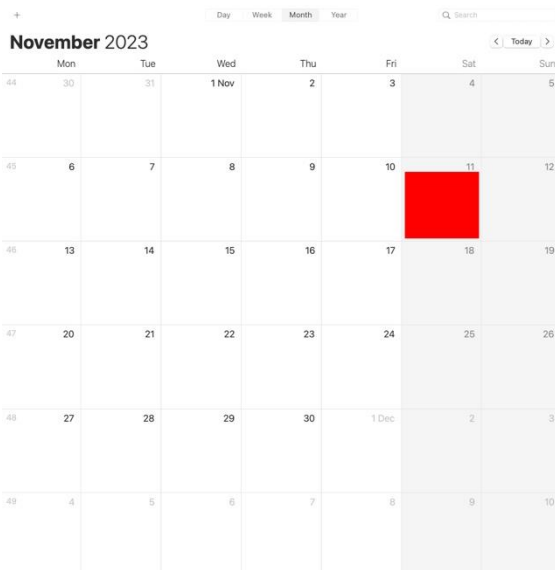 + Day Week Month Year Search
November 2023 < Today >
Mon Tue Wed Thu Fri Sat Sun
44 30 31 1 Nov 2 3 4 5
45 6 7 8 9 10 11 12
46 13 14 15 16 17 18 19
47 20 21 22 23 24 25 26
48 27 28 29 30 1 Dec 2 3
49 4 5 6 7 8 9 10